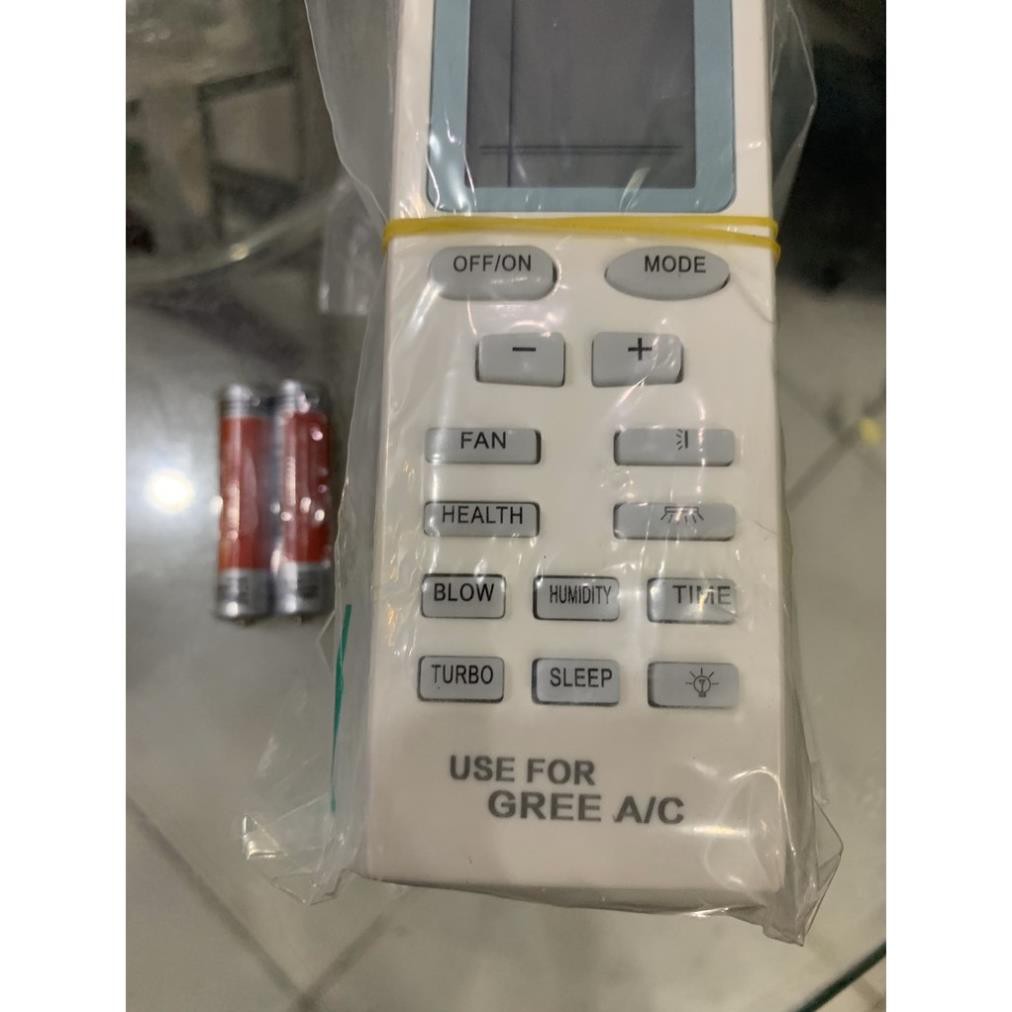 OFF/ON MODE
− +
FAN
HEALTH
BLOW HUMIDITY TIME
TURBO SLEEP
USE FOR
GREE A/C